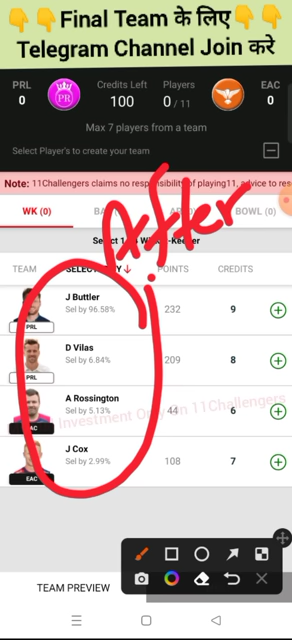 👇👇Final Team के लिए👇👇
Telegram Channel Join करे
PRL
0
PR
Credits Left
100
Players
0 / 11
EAC
0
Max 7 players from a team
Select Player's to create your team
Note: 11Challengers claims no responsibility of playing11, advice to res
WK (0)
BOWL (0)
After
TEAM
POINTS
CREDITS
J Buttler
Sel by 96.58%
232
9
PRL
D Vilas
Sel by 6.84%
209
8
PRL
A Rossington
Sel by 5.13%
44
6
EAC
Investment Only On 11Challengers
J Cox
Sel by 2.99%
108
7
EAC
TEAM PREVIEW